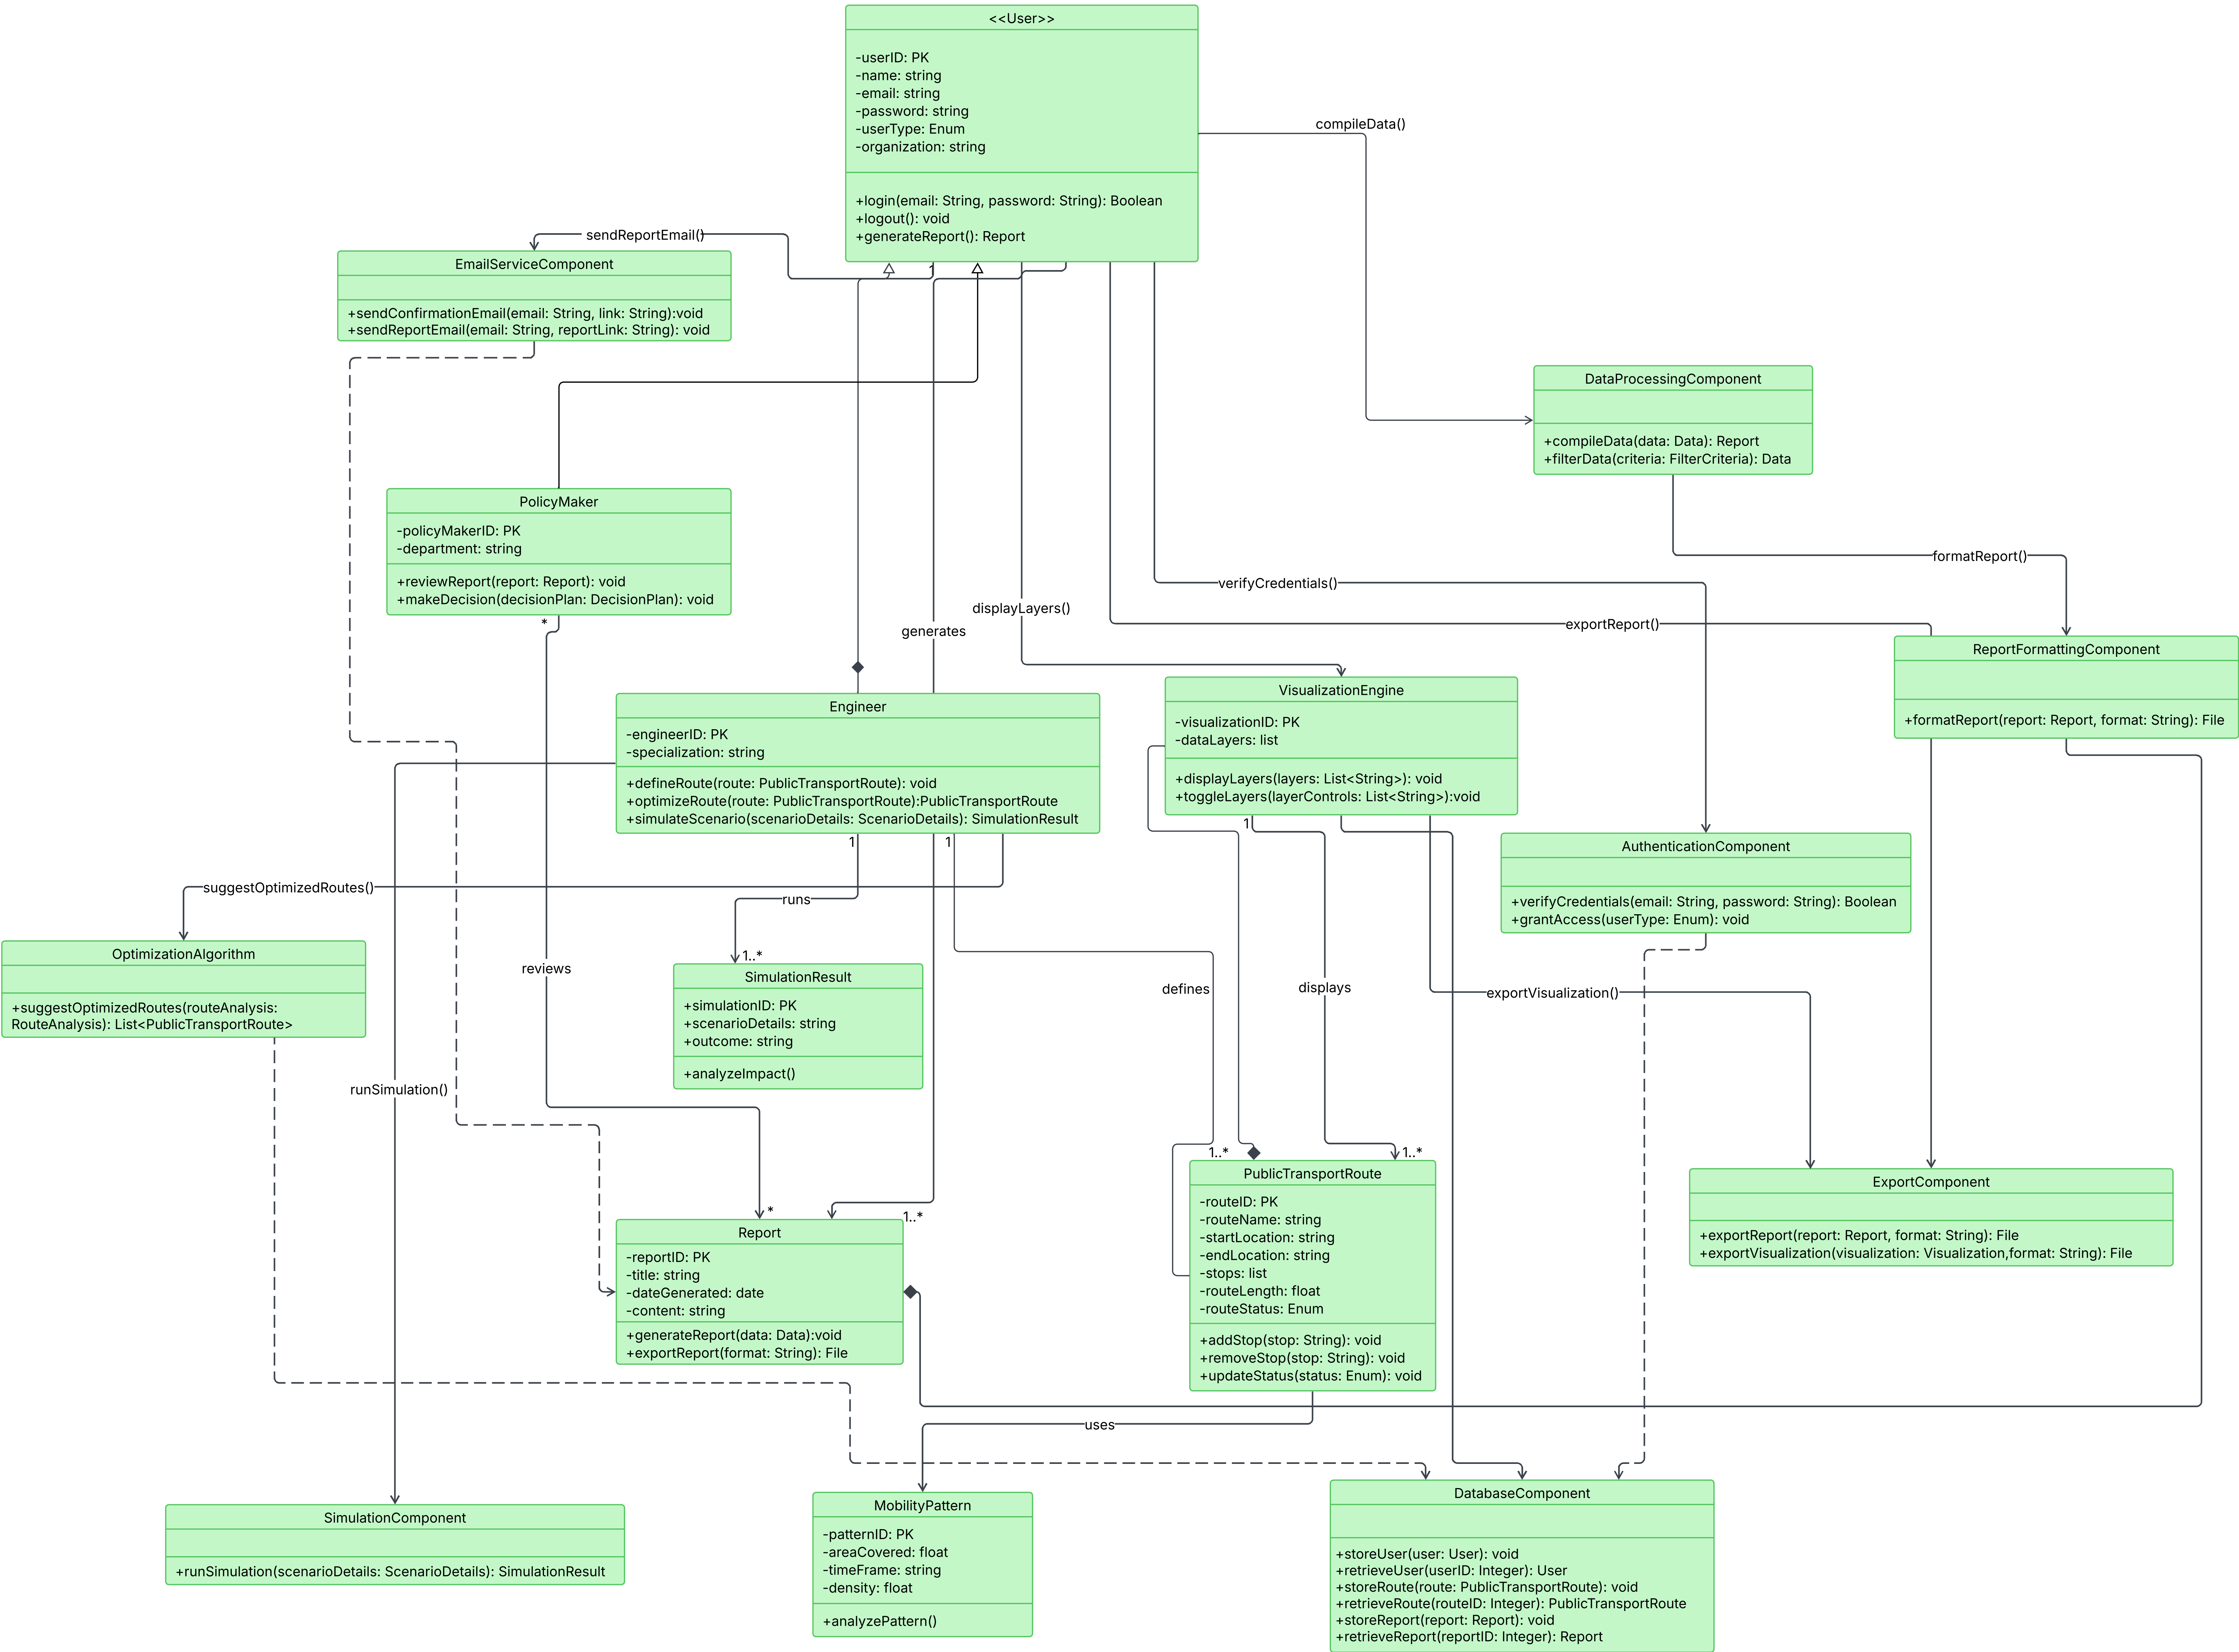 <<User>>
-userID: PK
-name: string
-email: string
-password: string
-userType: Enum
-organization: string
+login(email: String, password: String): Boolean
+logout(): void
+generateReport(): Report
compileData()
sendReportEmail()
1
EmailServiceComponent
+sendConfirmationEmail(email: String, link: String):void
+sendReportEmail(email: String, reportLink: String): void
DataProcessingComponent
+compileData(data: Data): Report
+filterData(criteria: FilterCriteria): Data
PolicyMaker
-policyMakerID: PK
-department: string
+reviewReport(report: Report): void
+makeDecision(decisionPlan: DecisionPlan): void
*
formatReport()
verifyCredentials()
displayLayers()
generates
exportReport()
ReportFormattingComponent
+formatReport(report: Report, format: String): File
Engineer
-engineerID: PK
-specialization: string
+defineRoute(route: PublicTransportRoute): void
+optimizeRoute(route: PublicTransportRoute):PublicTransportRoute
+simulateScenario(scenarioDetails: ScenarioDetails): SimulationResult
1
1
VisualizationEngine
-visualizationID: PK
-dataLayers: list
+displayLayers(layers: List<String>): void
+toggleLayers(layerControls: List<String>):void
1
AuthenticationComponent
+verifyCredentials(email: String, password: String): Boolean
+grantAccess(userType: Enum): void
suggestOptimizedRoutes()
runs
1..*
OptimizationAlgorithm
+suggestOptimizedRoutes(routeAnalysis:
RouteAnalysis): List<PublicTransportRoute>
reviews
SimulationResult
+simulationID: PK
+scenarioDetails: string
+outcome: string
+analyzeImpact()
defines
displays
exportVisualization()
runSimulation()
1..*
1..*
PublicTransportRoute
-routeID: PK
-routeName: string
-startLocation: string
-endLocation: string
-stops: list
-routeLength: float
-routeStatus: Enum
+addStop(stop: String): void
+removeStop(stop: String): void
+updateStatus(status: Enum): void
ExportComponent
+exportReport(report: Report, format: String): File
+exportVisualization(visualization: Visualization,format: String): File
*
1..*
Report
-reportID: PK
-title: string
-dateGenerated: date
-content: string
+generateReport(data: Data):void
+exportReport(format: String): File
uses
SimulationComponent
+runSimulation(scenarioDetails: ScenarioDetails): SimulationResult
MobilityPattern
-patternID: PK
-areaCovered: float
-timeFrame: string
-density: float
+analyzePattern()
DatabaseComponent
+storeUser(user: User): void
+retrieveUser(userID: Integer): User
+storeRoute(route: PublicTransportRoute): void
+retrieveRoute(routeID: Integer): PublicTransportRoute
+storeReport(report: Report): void
+retrieveReport(reportID: Integer): Report